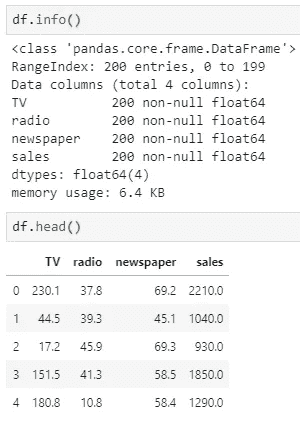 df.info()
<class 'pandas.core.frame.DataFrame'>
RangeIndex: 200 entries, 0 to 199
Data columns (total 4 columns):
TV 200 non-null float64
radio 200 non-null float64
newspaper 200 non-null float64
sales 200 non-null float64
dtypes: float64(4)
memory usage: 6.4 KB
df.head()
TV radio newspaper sales
0 230.1 37.8 69.2 2210.0
1 44.5 39.3 45.1 1040.0
2 17.2 45.9 69.3 930.0
3 151.5 41.3 58.5 1850.0
4 180.8 10.8 58.4 1290.0